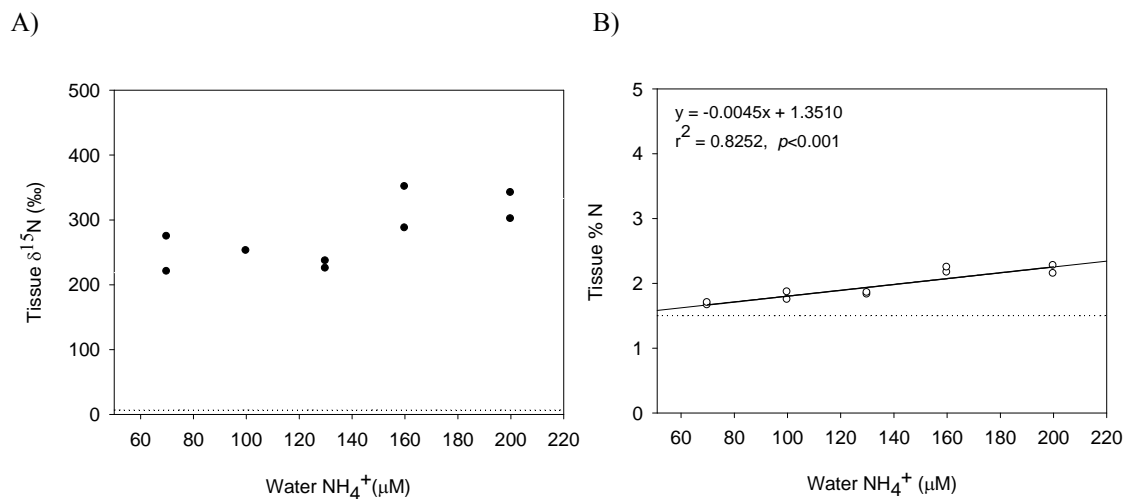 A)
B)
500
400
300
200
100
0
60 80 100 120 140 160 180 200 220
Water NH₄⁺(μM)
Tissue δ¹⁵N (‰)
y = -0.0045x + 1.3510
r² = 0.8252, p<0.001
5
4
3
2
1
0
60 80 100 120 140 160 180 200 220
Water NH₄⁺ (μM)
Tissue % N